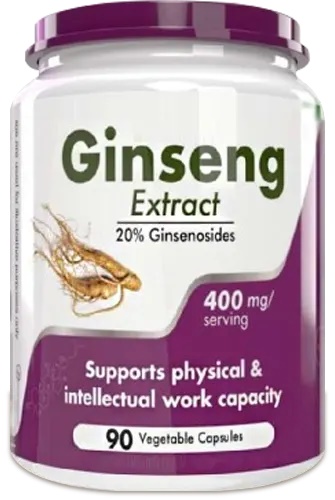 Ginseng
Extract
20% Ginsenosides
400 mg/
serving
Supports physical &
intellectual work capacity
90 Vegetable Capsules